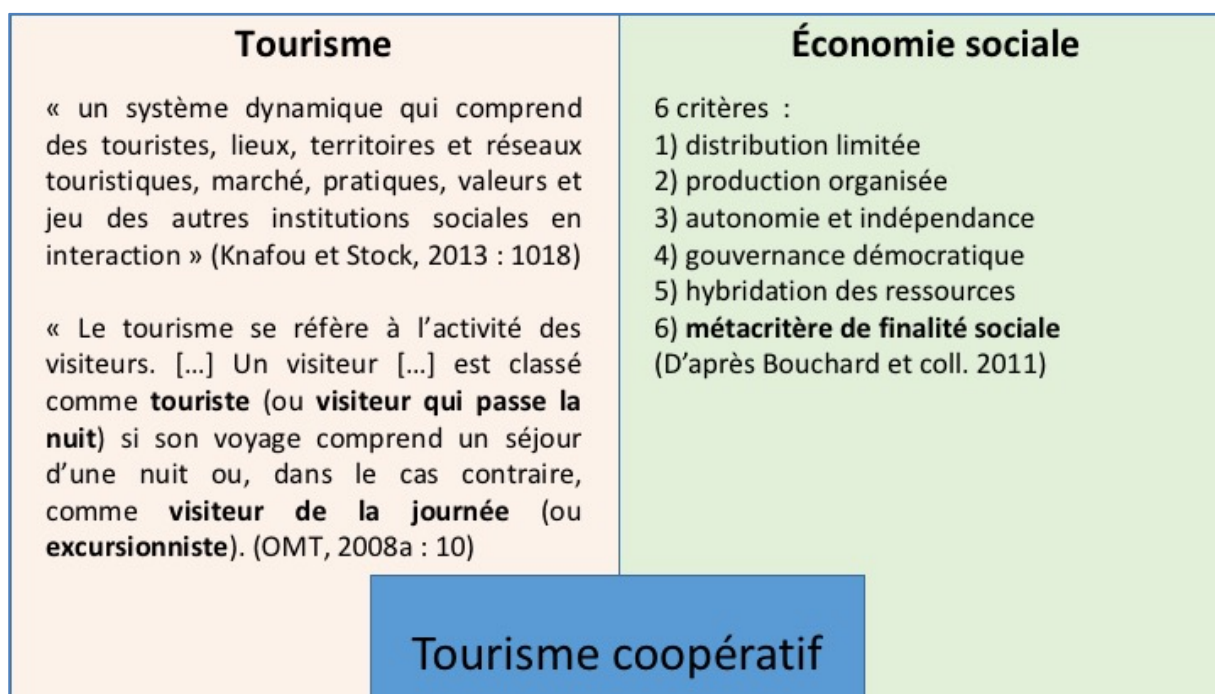 Tourisme
« un système dynamique qui comprend
des touristes, lieux, territoires et réseaux
touristiques, marché, pratiques, valeurs et
jeu des autres institutions sociales en
interaction » (Knafou et Stock, 2013 : 1018)
« Le tourisme se réfère à l’activité des
visiteurs. […] Un visiteur […] est classé
comme touriste (ou visiteur qui passe la
nuit) si son voyage comprend un séjour
d’une nuit ou, dans le cas contraire,
comme visiteur de la journée (ou
excursionniste). (OMT, 2008a : 10)
Économie sociale
6 critères :
1) distribution limitée
2) production organisée
3) autonomie et indépendance
4) gouvernance démocratique
5) hybridation des ressources
6) métacritère de finalité sociale
(D’après Bouchard et coll. 2011)
Tourisme coopératif